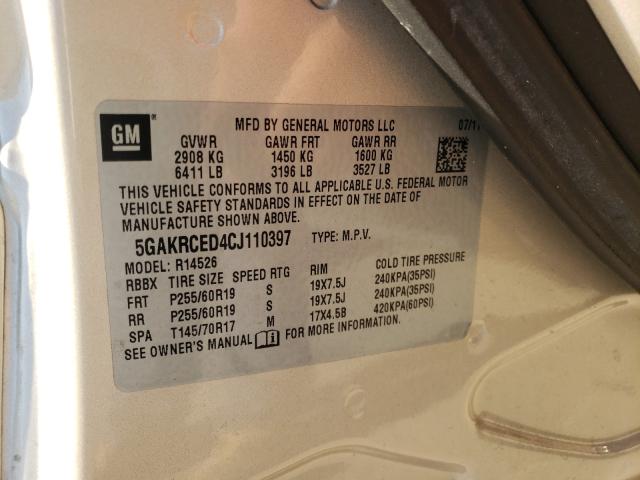 GM ®
MFD BY GENERAL MOTORS LLC 07/1
GVWR GAWR FRT GAWR RR
2908 KG 1450 KG 1600 KG
6411 LB 3196 LB 3527 LB
THIS VEHICLE CONFORMS TO ALL APPLICABLE U.S. FEDERAL MOTOR
VEHICLE SAFETY STANDARDS IN EFFECT ON THE DATE OF
MANUFACTURE SHOWN ABOVE.
5GAKRCED4CJ110397 TYPE: M.P.V.
MODEL: R14526
RBBX TIRE SIZE SPEED RTG RIM COLD TIRE PRESSURE
FRT P255/60R19 S 19X7.5J 240KPA(35PSI)
RR P255/60R19 S 19X7.5J 240KPA(35PSI)
SPA T145/70R17 M 17X4.5B 420KPA(60PSI)
SEE OWNER'S MANUAL FOR MORE INFORMATION.